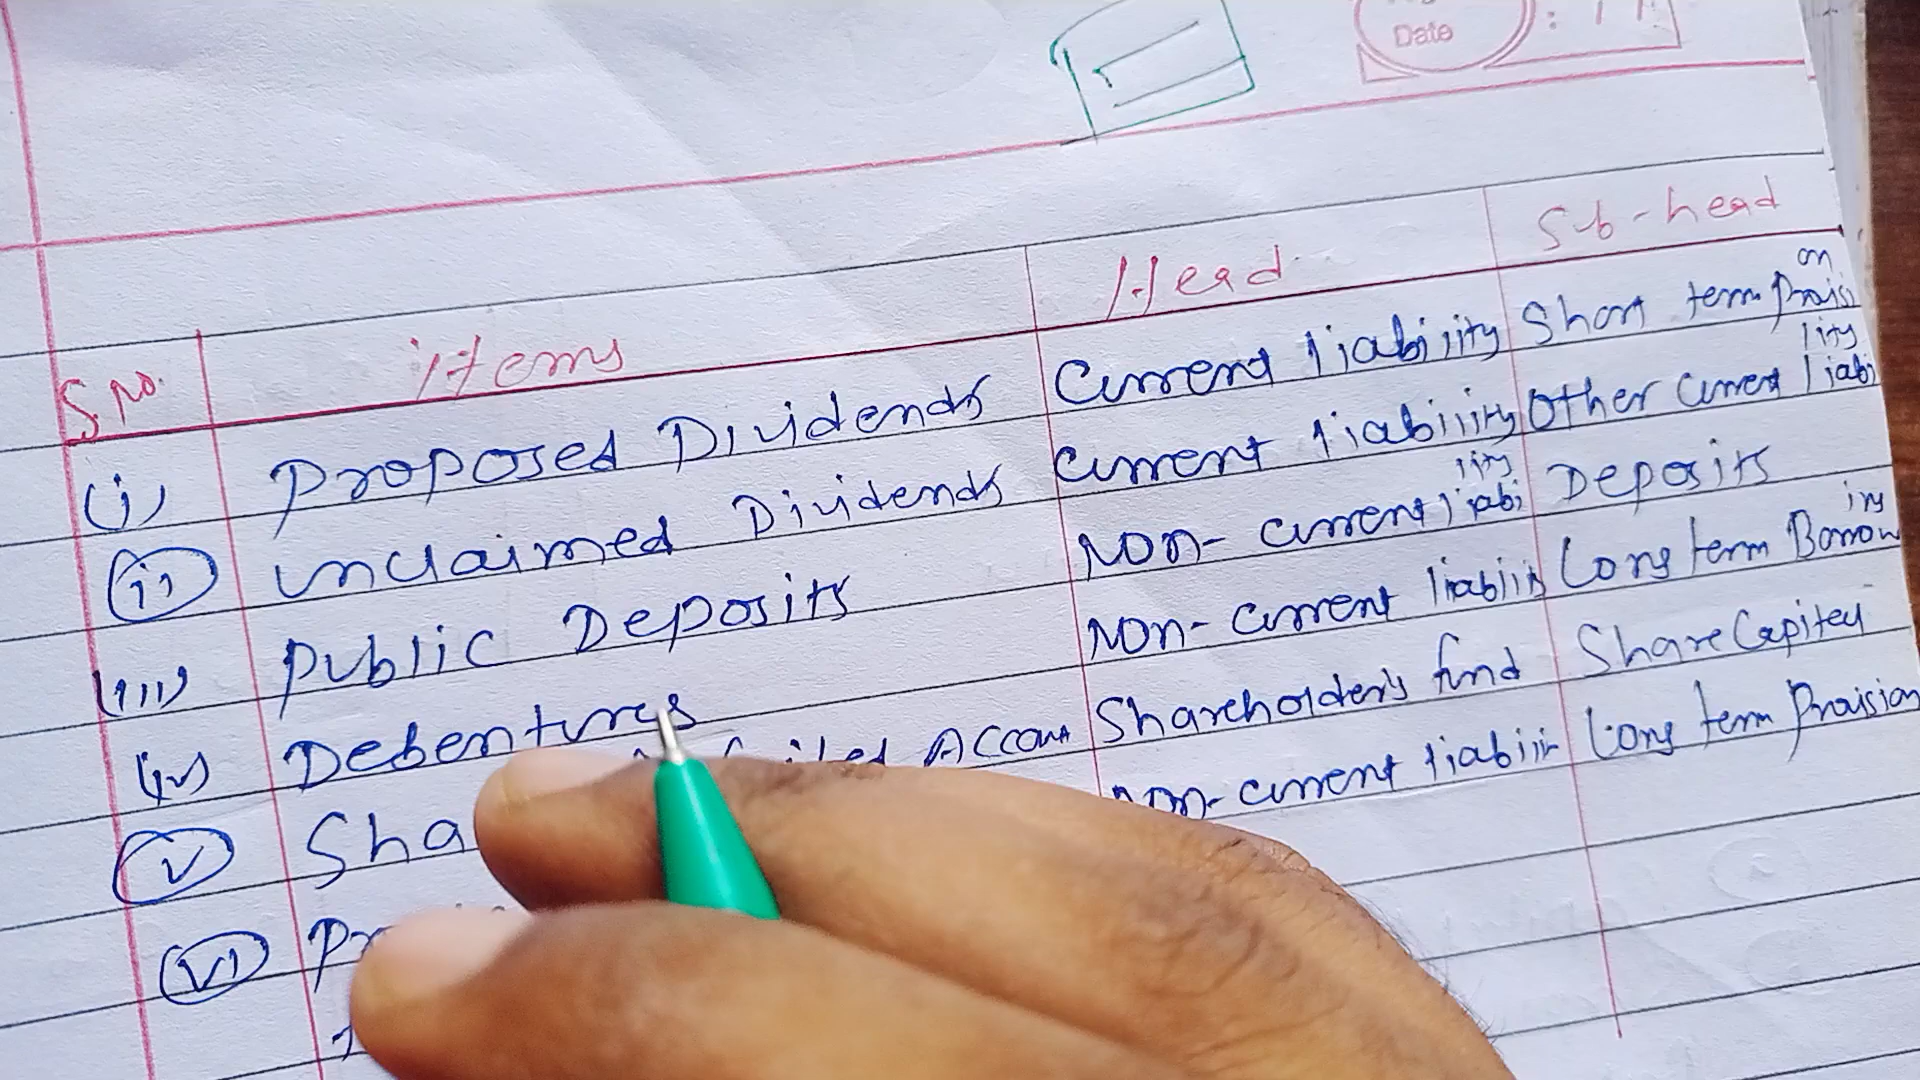 Date
S.No. Items Head Sub-head
(i) Proposed Dividends Current liability Short term Provision
(ii) unclaimed Dividends Current liability Other Current liability
(iii) Public Deposits Non-Current liability Deposits
(iv) Debentures Non-Current liability Long term Borrowing
(v) Sha Account Shareholder's fund Share Capital
(vi) Pr Non-Current liability Long term Provision